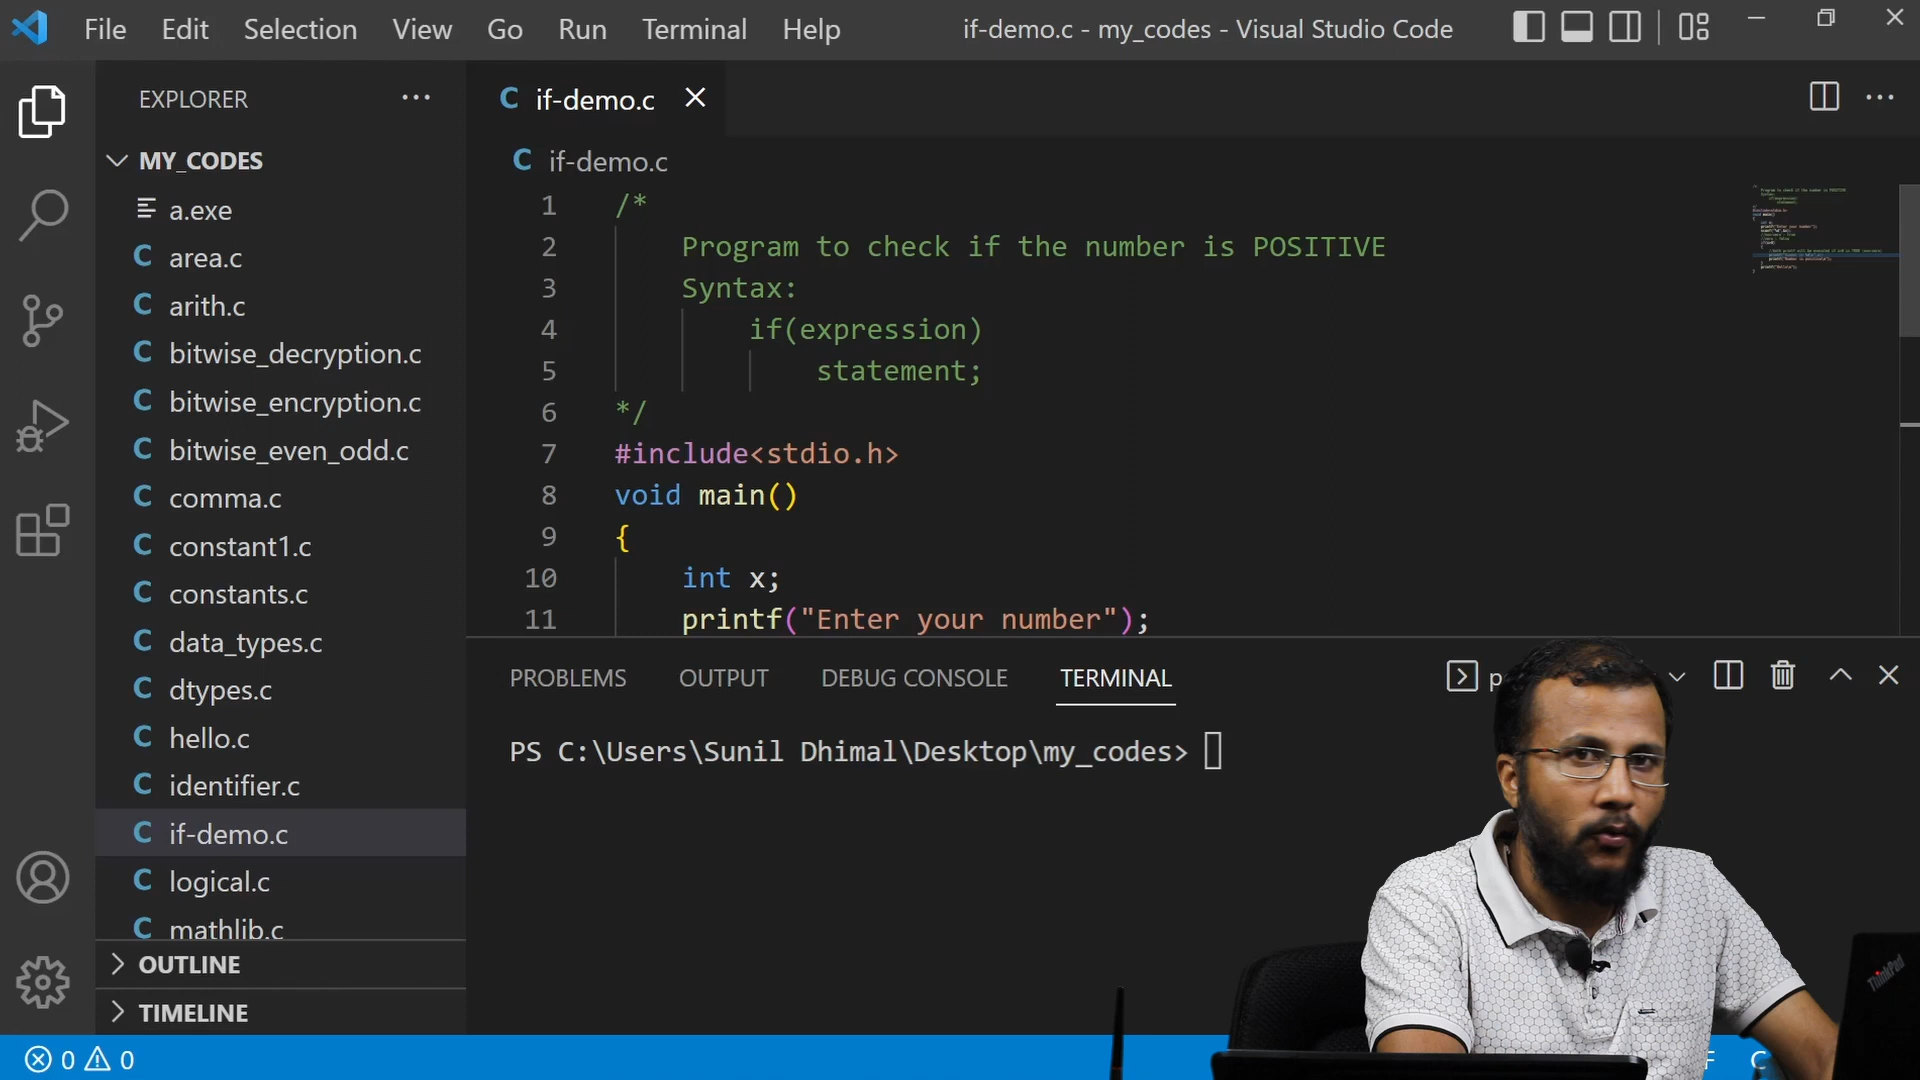 File Edit Selection View Go Run Terminal Help if-demo.c - my_codes - Visual Studio Code
EXPLORER
MY_CODES
a.exe
C area.c
C arith.c
C bitwise_decryption.c
C bitwise_encryption.c
C bitwise_even_odd.c
C comma.c
C constant1.c
C constants.c
C data_types.c
C dtypes.c
C hello.c
C identifier.c
C if-demo.c
C logical.c
C mathlib.c
OUTLINE
TIMELINE
0 0
C if-demo.c
C if-demo.c
1 /*
2 Program to check if the number is POSITIVE
3 Syntax:
4 if(expression)
5 statement;
6 */
7 #include<stdio.h>
8 void main()
9 {
10 int x;
11 printf("Enter your number");
PROBLEMS OUTPUT DEBUG CONSOLE TERMINAL
PS C:\Users\Sunil Dhimal\Desktop\my_codes>
ThinkPad